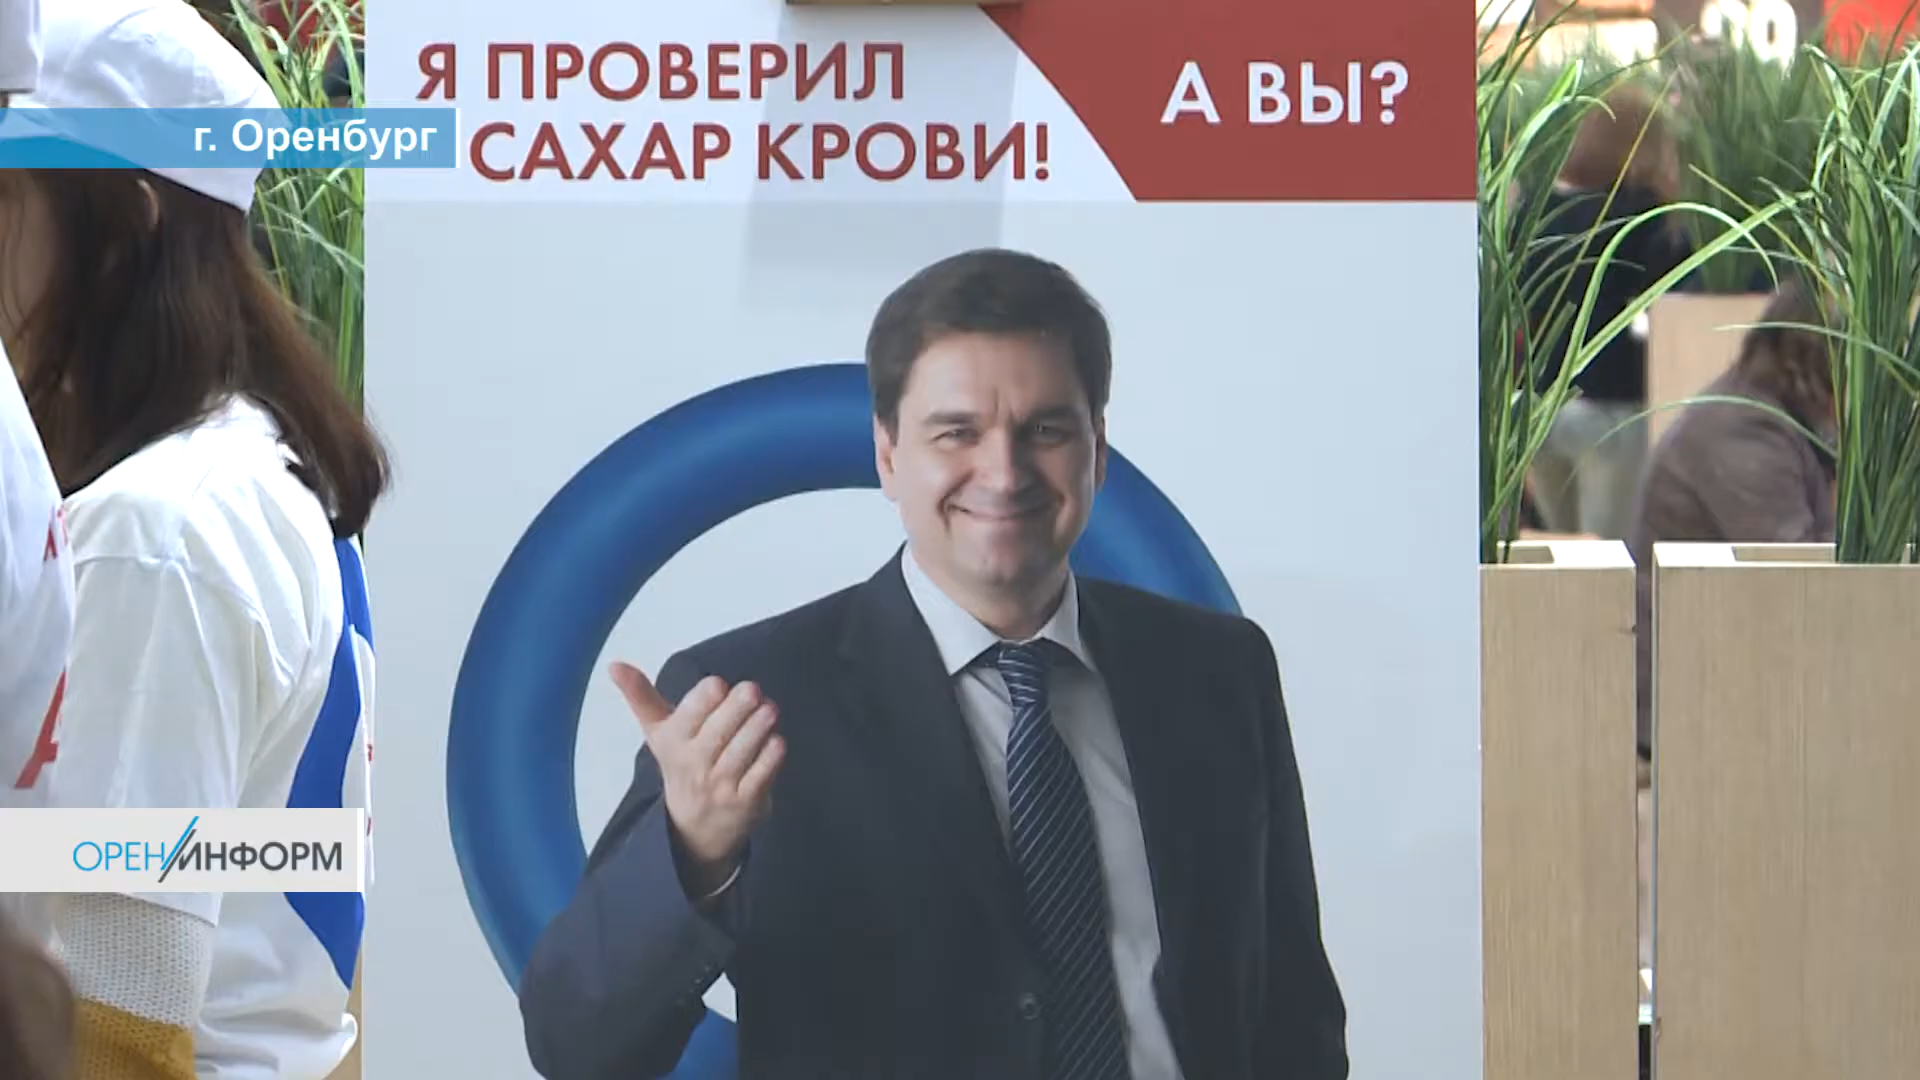 Я ПРОВЕРИЛ
САХАР КРОВИ!
А ВЫ?
г. Оренбург
ОРЕНИНФОРМ